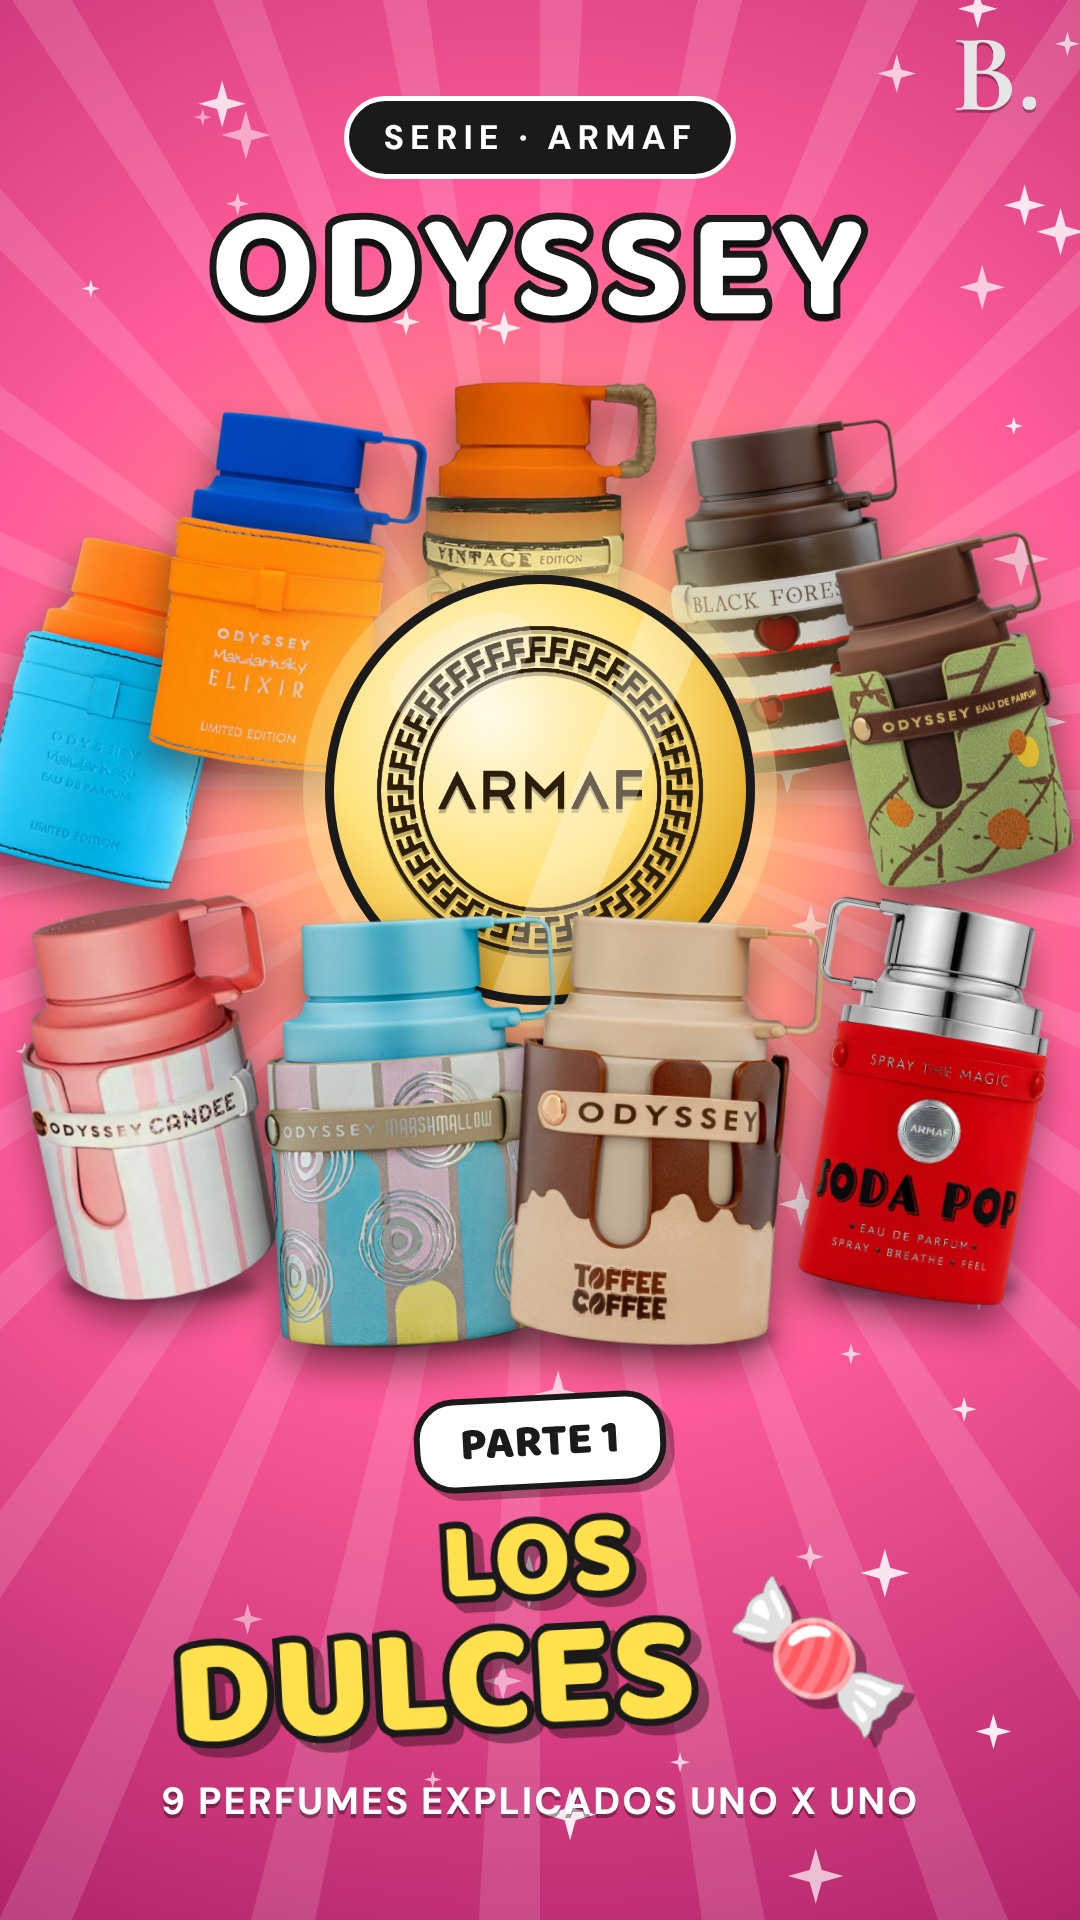 B.
SERIE · ARMAF
ODYSSEY
VINTAGE EDITION
BLACK FORES
ODYSSEY
Mandarinsky
ELIXIR
LIMITED EDITION
ODYSSEY
Mandarinsky
EAU DE PARFUM
LIMITED EDITION
ODYSSEY EAU DE PARFUM
ARMAF
ODYSSEY CANDEE
ODYSSEY MARSHMALLOW
ODYSSEY
TOFFEE
COFFEE
SPRAY THE MAGIC
ARMAF
SODA POP
EAU DE PARFUM
SPRAY BREATHE FEEL
PARTE 1
LOS
DULCES
9 PERFUMES EXPLICADOS UNO X UNO